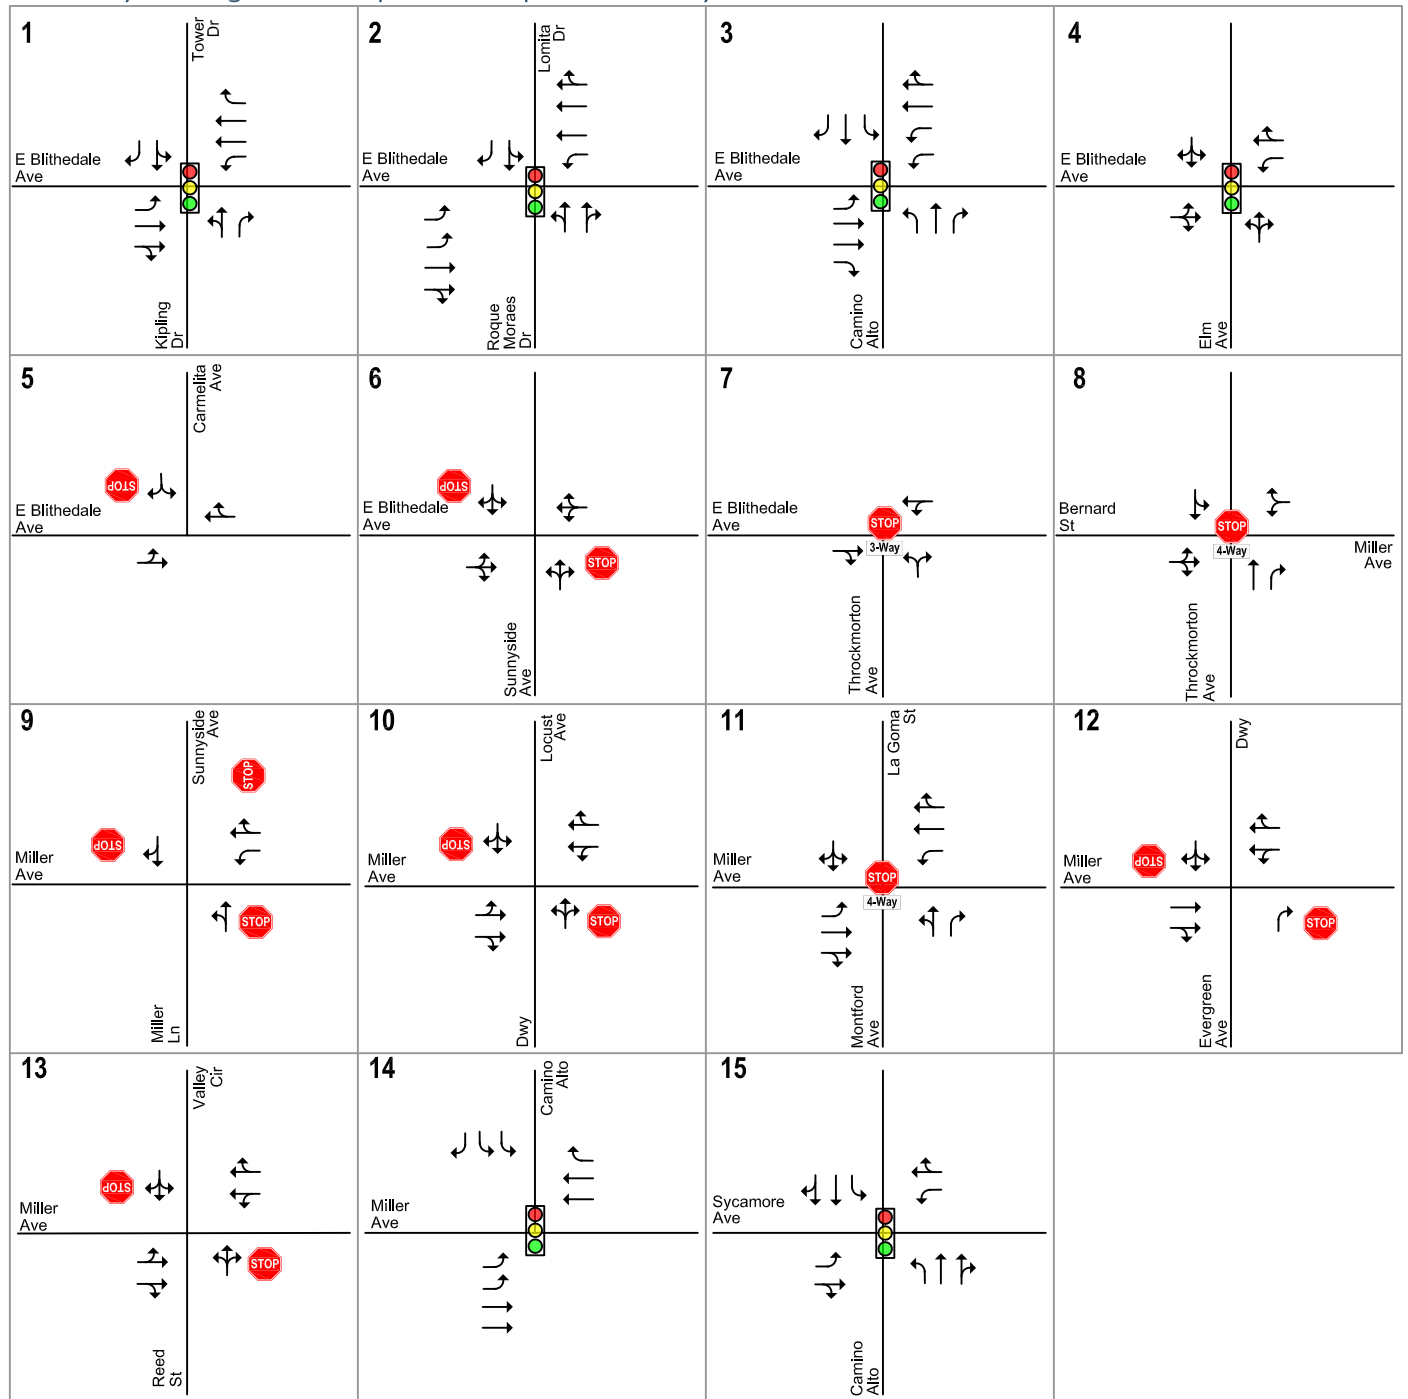 1
Tower
Dr
E Blithedale
Ave
Kipling
Dr
2
Lomita
Dr
E Blithedale
Ave
Roque
Moraes
Dr
3
E Blithedale
Ave
Camino
Alto
4
E Blithedale
Ave
Elm
Ave
5
Carmelita
Ave
STOP
E Blithedale
Ave
6
STOP
E Blithedale
Ave
STOP
Sunnyside
Ave
7
E Blithedale
Ave
STOP
3-Way
Throckmorton
Ave
8
Bernard
St
STOP
4-Way
Miller
Ave
Throckmorton
Ave
9
Sunnyside
Ave
STOP
STOP
Miller
Ave
STOP
Miller
Ln
10
Locust
Ave
STOP
Miller
Ave
STOP
Dwy
11
La Goma
St
Miller
Ave
STOP
4-Way
Montford
Ave
12
Dwy
STOP
Miller
Ave
STOP
Evergreen
Ave
13
Valley
Cir
STOP
Miller
Ave
STOP
Reed
St
14
Camino
Alto
Miller
Ave
15
Sycamore
Ave
Camino
Alto